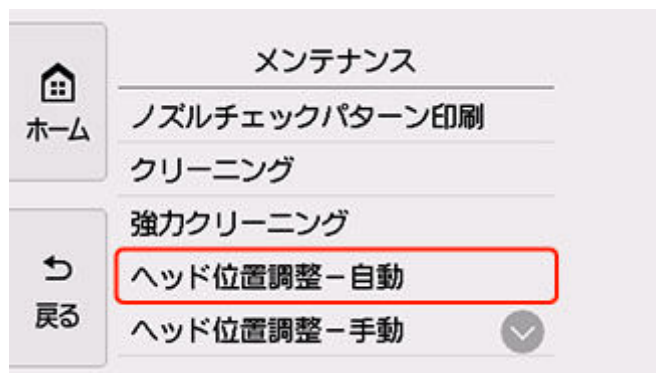 メンテナンス
ホーム
ノズルチェックパターン印刷
クリーニング
強力クリーニング
戻る
ヘッド位置調整－自動
ヘッド位置調整－手動